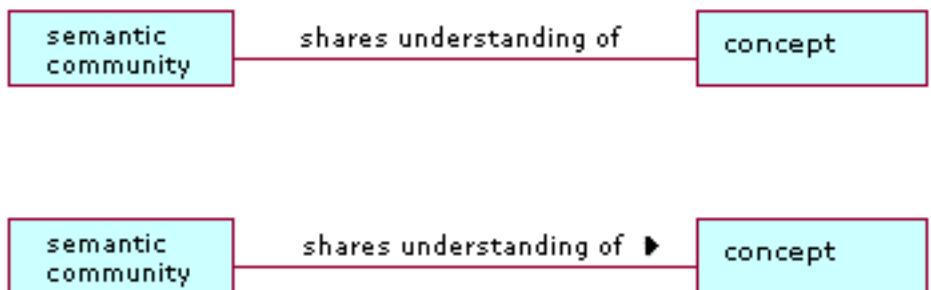 semantic
community
shares understanding of
concept
semantic
community
shares understanding of
concept